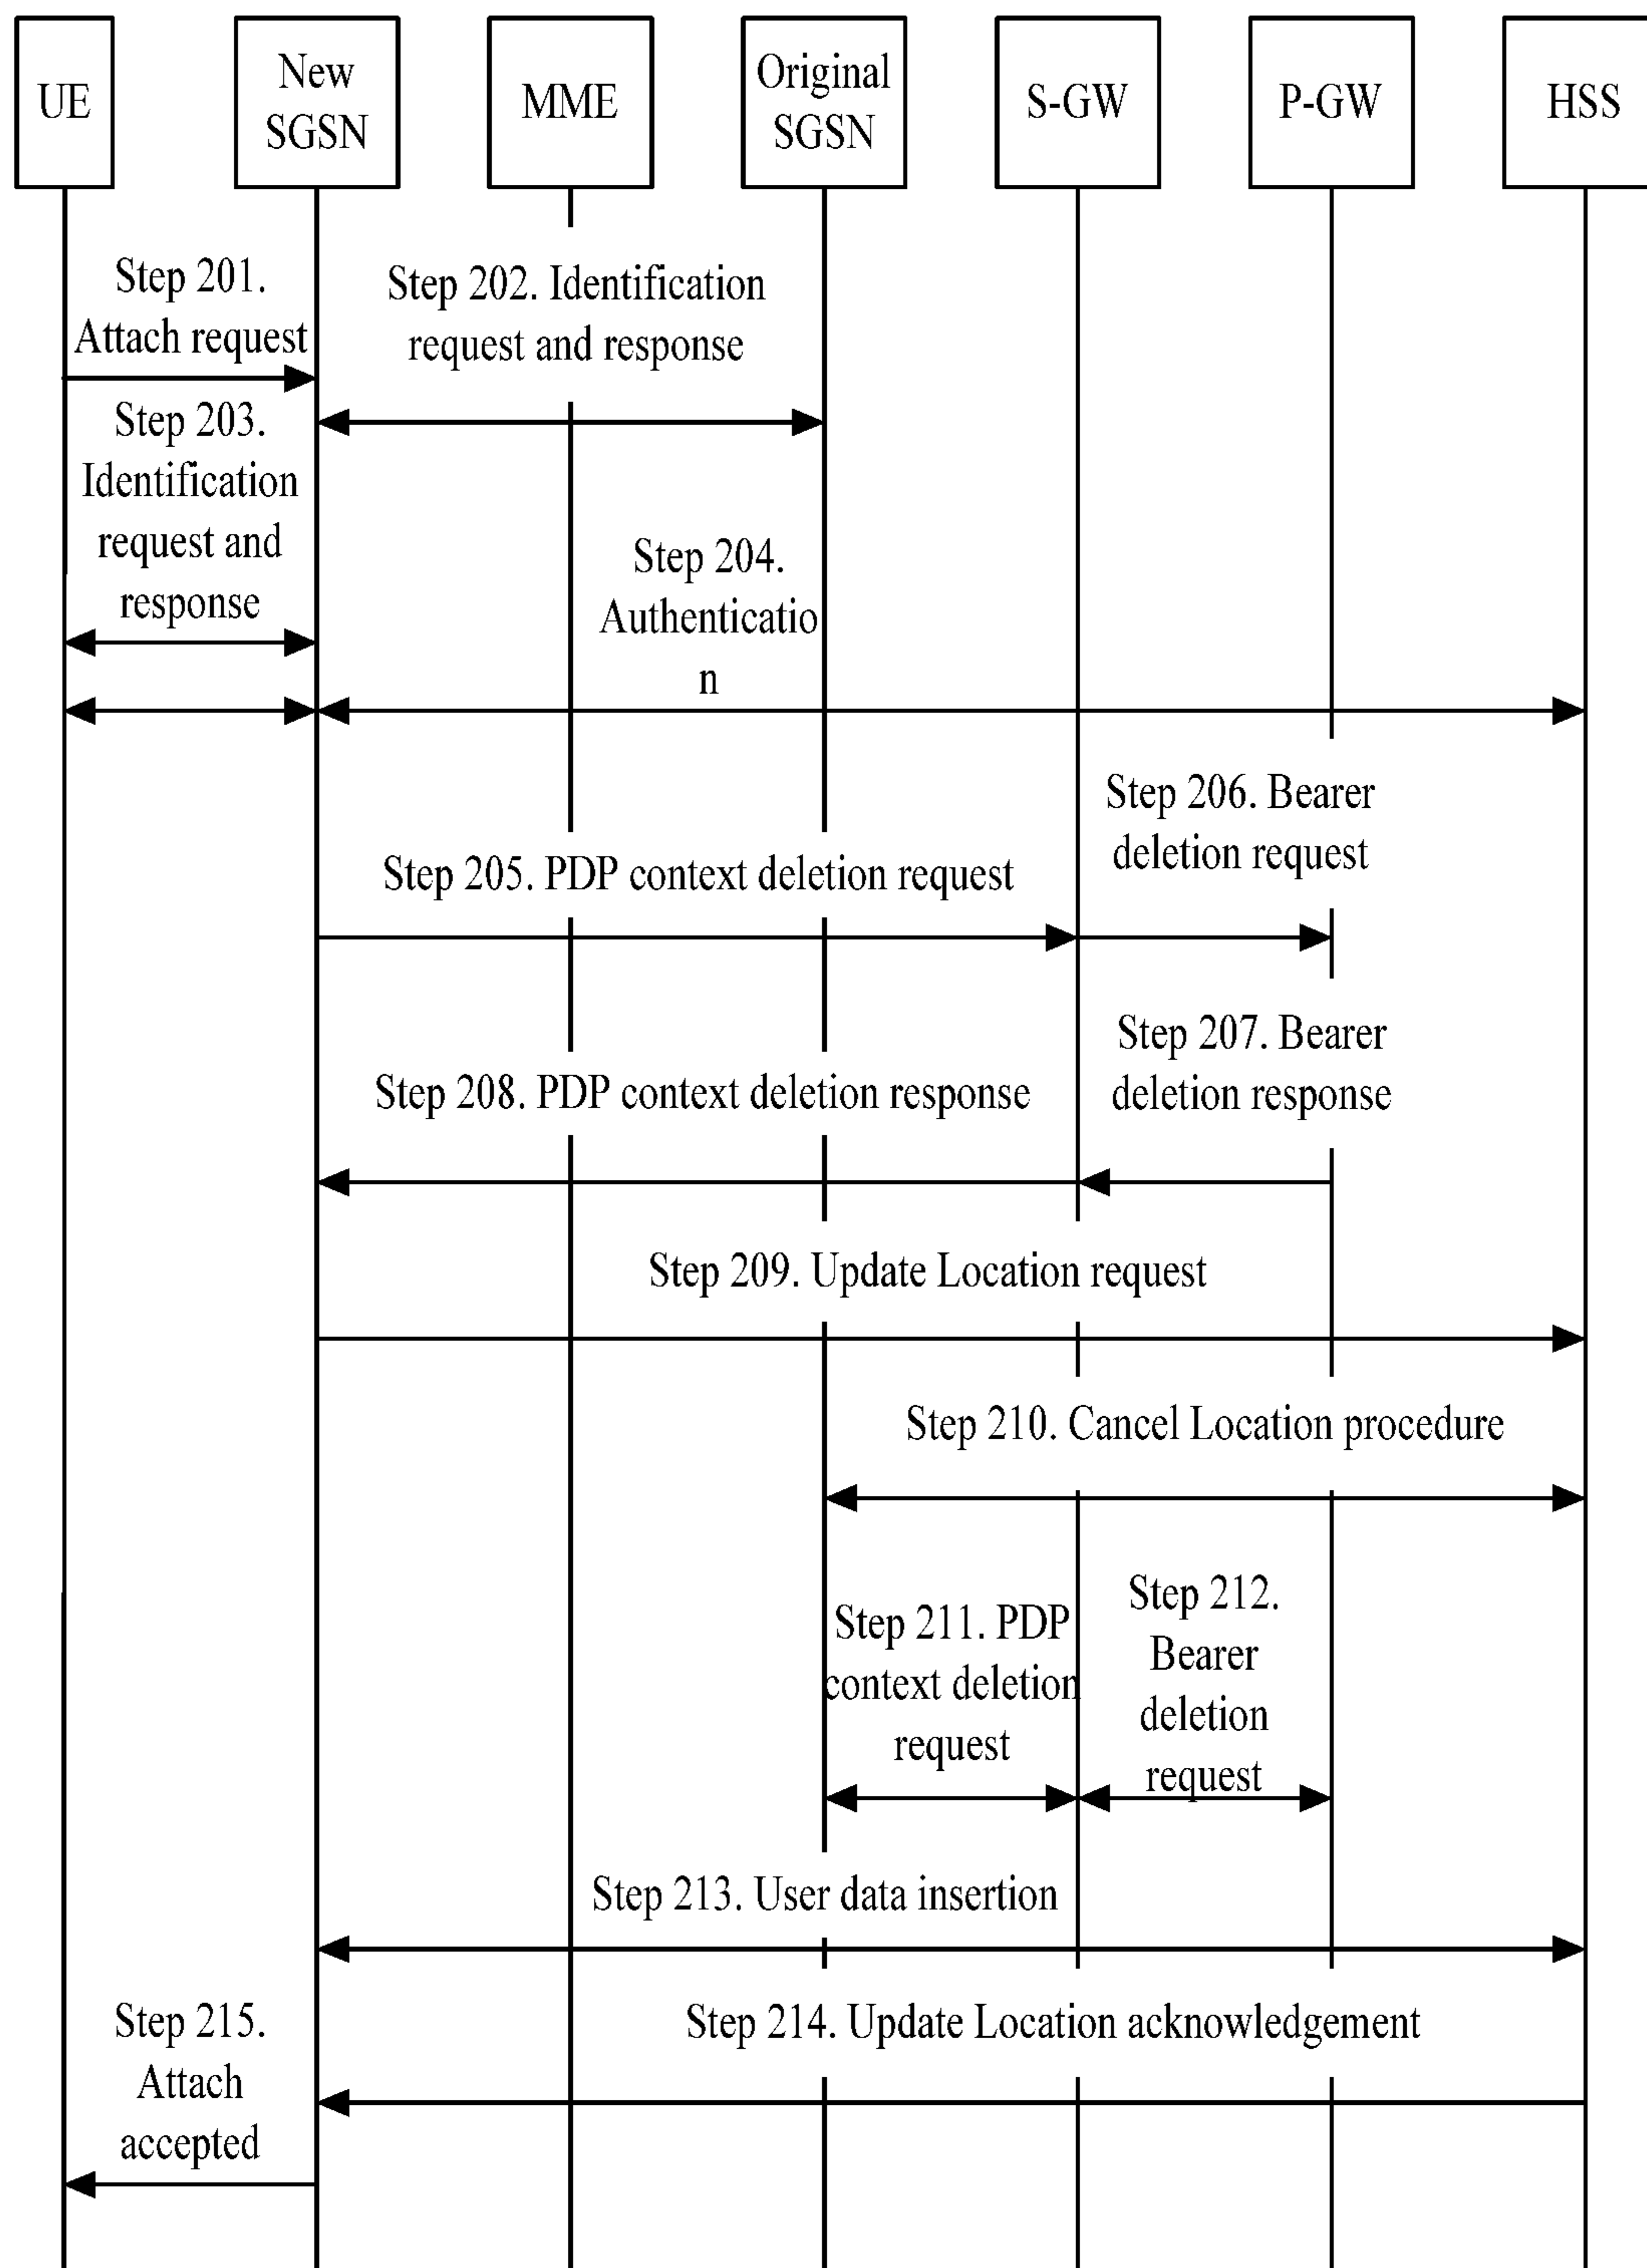 UE
New
SGSN
MME
Original
SGSN
S-GW
P-GW
HSS
Step 201.
Attach request
Step 202. Identification
request and response
Step 203.
Identification
request and
response
Step 204.
Authenticatio
n
Step 206. Bearer
deletion request
Step 205. PDP context deletion request
Step 207. Bearer
deletion response
Step 208. PDP context deletion response
Step 209. Update Location request
Step 210. Cancel Location procedure
Step 211. PDP
context deletion
request
Step 212.
Bearer
deletion
request
Step 213. User data insertion
Step 214. Update Location acknowledgement
Step 215.
Attach
accepted